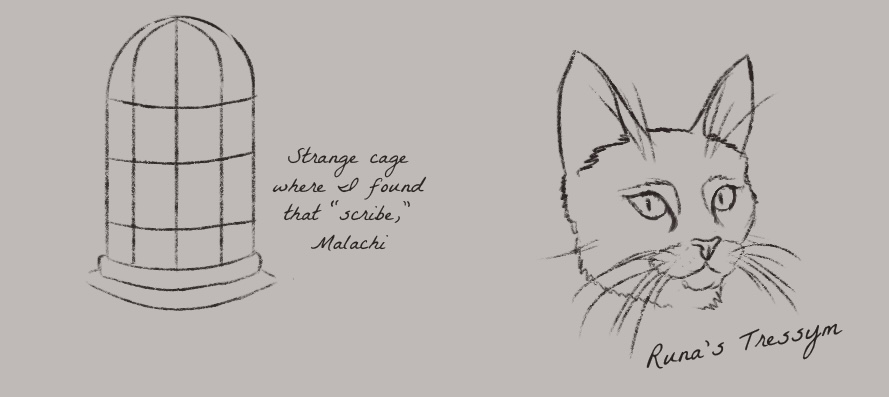 Strange cage
where I found
that "scribe,"
Malachi
Runa's Tressym